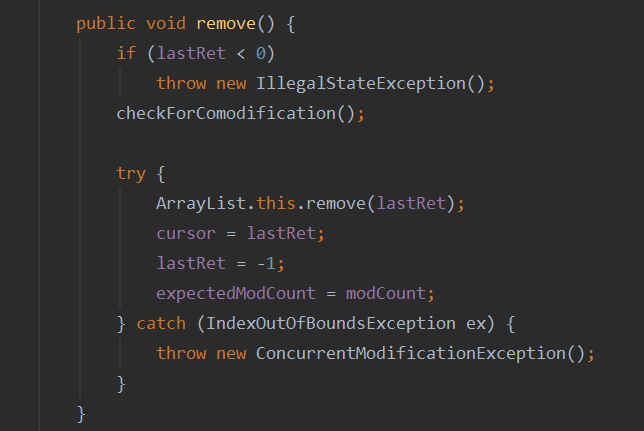 public void remove() {
if (lastRet < 0)
throw new IllegalStateException();
checkForComodification();
try {
ArrayList.this.remove(lastRet);
cursor = lastRet;
lastRet = -1;
expectedModCount = modCount;
} catch (IndexOutOfBoundsException ex) {
throw new ConcurrentModificationException();
}
}